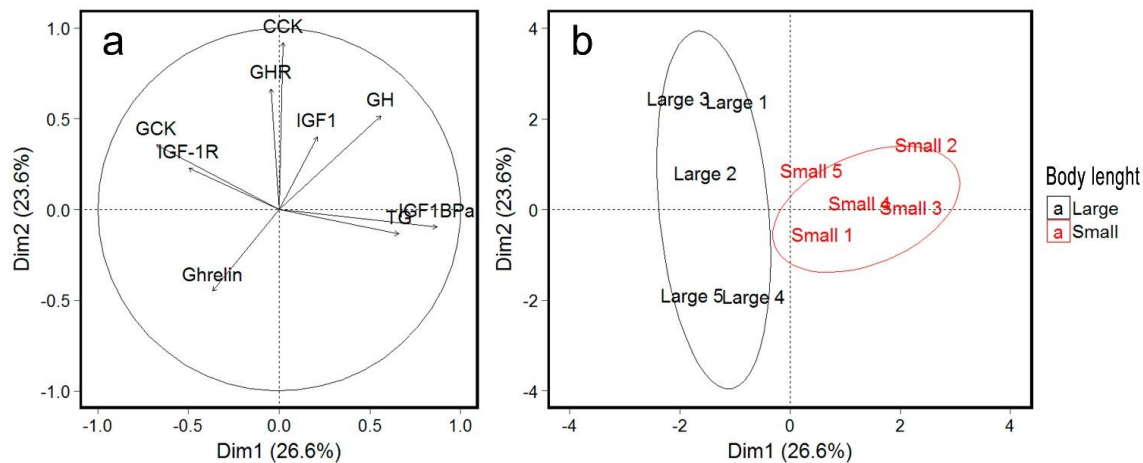 a
CCK
GHR
GH
IGF1
GCK
IGF-1R
IGF1BPa
TG
Ghrelin
1.0
0.5
0.0
-0.5
-1.0
Dim2 (23.6%)
-1.0
-0.5
0.0
0.5
1.0
Dim1 (26.6%)
b
Large 3
Large 1
Large 2
Small 2
Small 5
Small 4
Small 3
Small 1
Large 5
Large 4
4
2
0
-2
-4
Dim2 (23.6%)
-4
-2
0
2
4
Dim1 (26.6%)
Body lenght
a Large
a Small